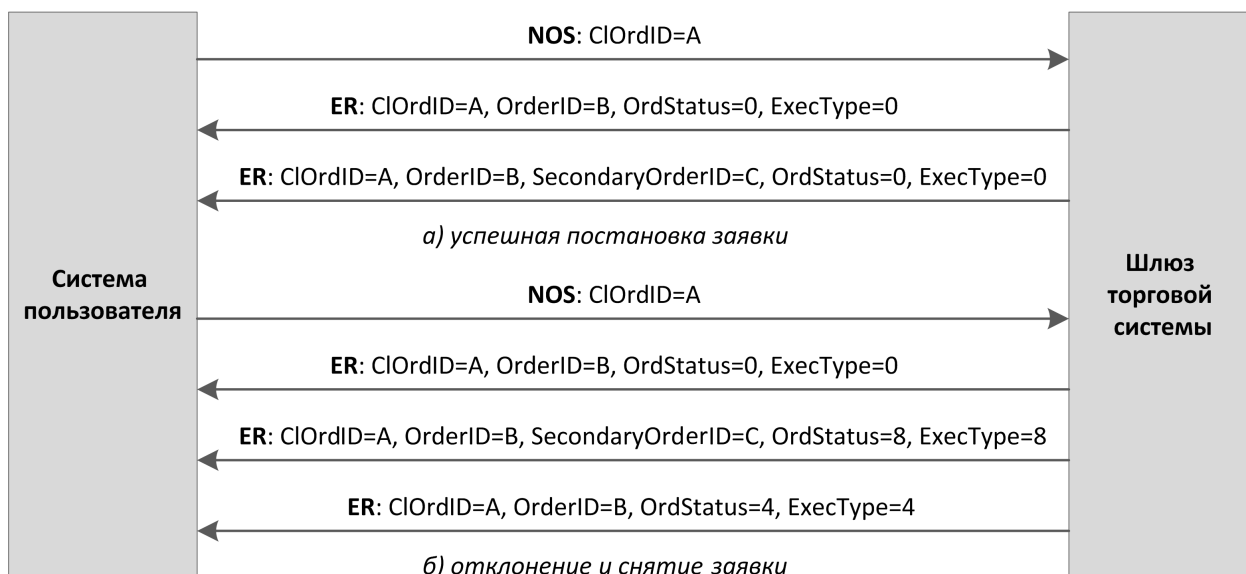 NOS: ClOrdID=A
ER: ClOrdID=A, OrderID=B, OrdStatus=0, ExecType=0
ER: ClOrdID=A, OrderID=B, SecondaryOrderID=C, OrdStatus=0, ExecType=0
а) успешная постановка заявки
Система
пользователя
Шлюз
торговой
системы
NOS: ClOrdID=A
ER: ClOrdID=A, OrderID=B, OrdStatus=0, ExecType=0
ER: ClOrdID=A, OrderID=B, SecondaryOrderID=C, OrdStatus=8, ExecType=8
ER: ClOrdID=A, OrderID=B, OrdStatus=4, ExecType=4
б) отклонение и снятие заявки